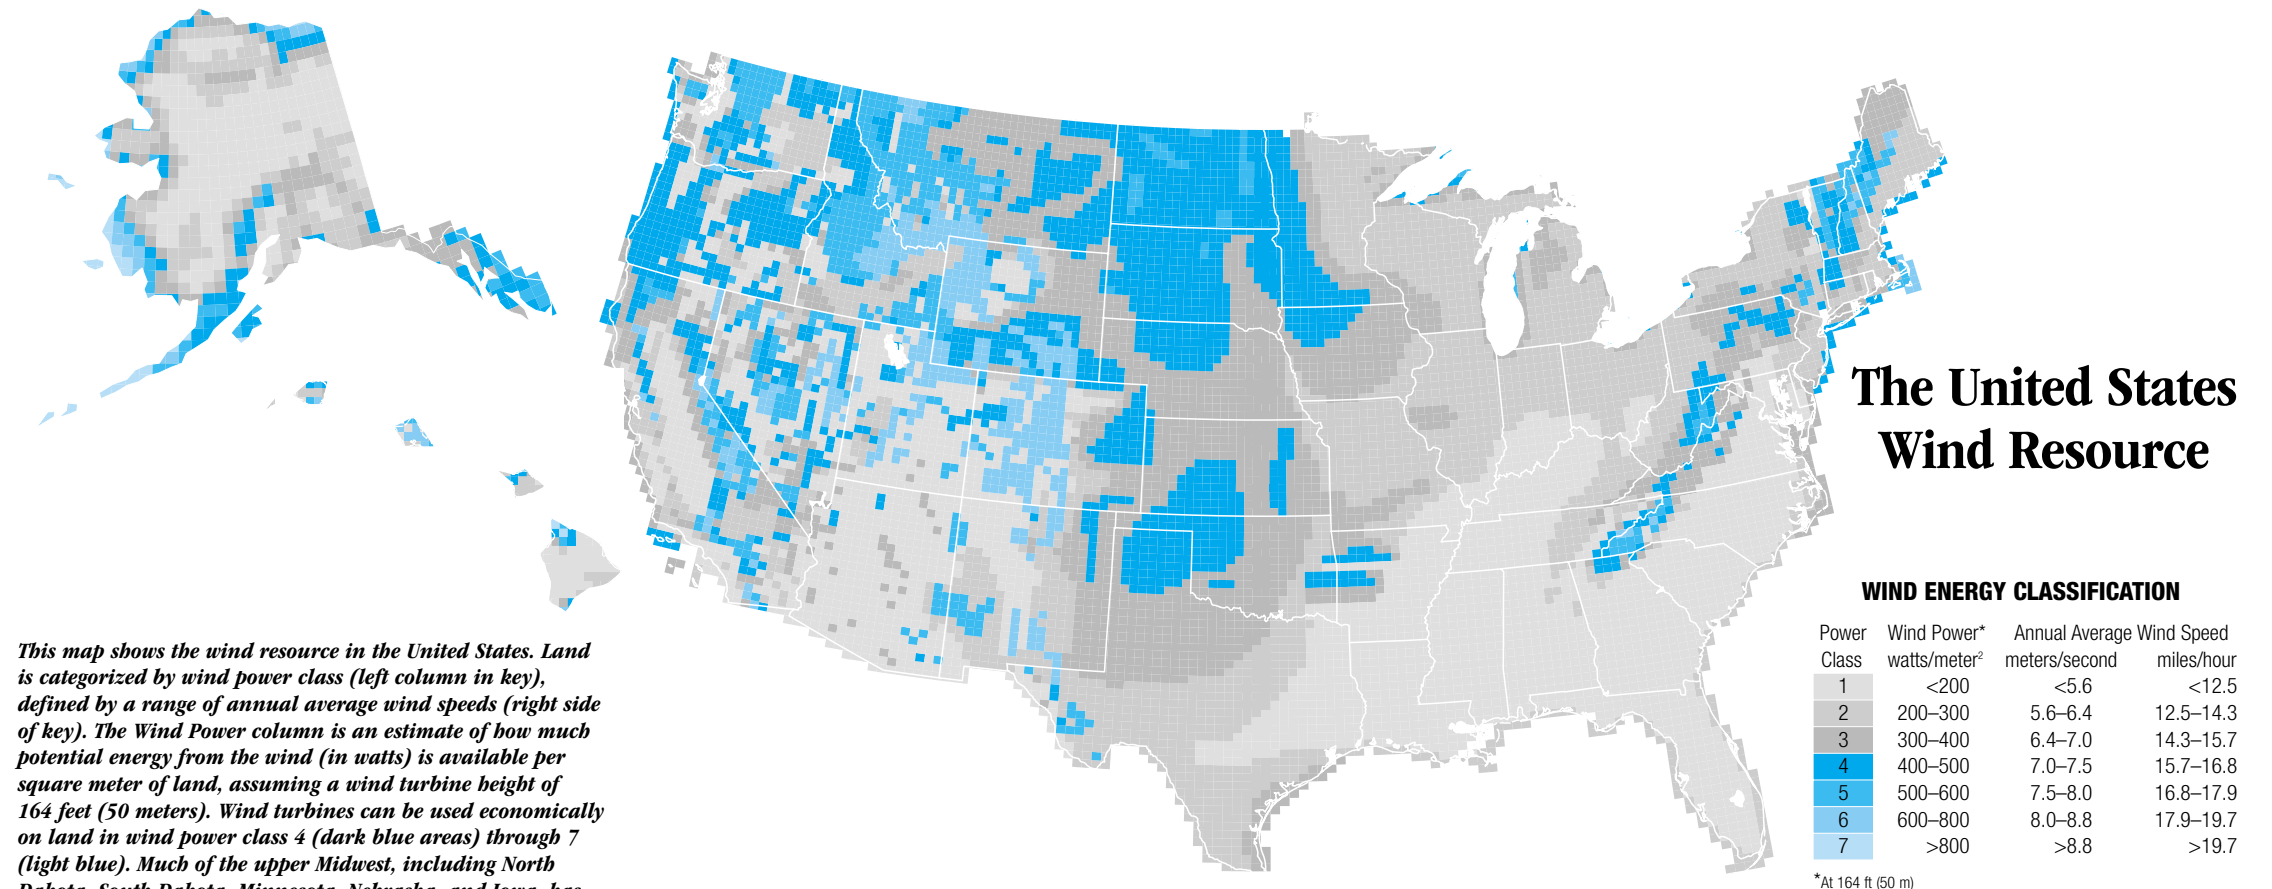 The United States
Wind Resource
This map shows the wind resource in the United States. Land
is categorized by wind power class (left column in key),
defined by a range of annual average wind speeds (right side
of key). The Wind Power column is an estimate of how much
potential energy from the wind (in watts) is available per
square meter of land, assuming a wind turbine height of
164 feet (50 meters). Wind turbines can be used economically
on land in wind power class 4 (dark blue areas) through 7
(light blue). Much of the upper Midwest, including North
Dakota, South Dakota, Minnesota, Nebraska, and Iowa, has
WIND ENERGY CLASSIFICATION
Power Wind Power* Annual Average Wind Speed
Class watts/meter² meters/second miles/hour
1 <200 <5.6 <12.5
2 200–300 5.6–6.4 12.5–14.3
3 300–400 6.4–7.0 14.3–15.7
4 400–500 7.0–7.5 15.7–16.8
5 500–600 7.5–8.0 16.8–17.9
6 600–800 8.0–8.8 17.9–19.7
7 >800 >8.8 >19.7
*At 164 ft (50 m)